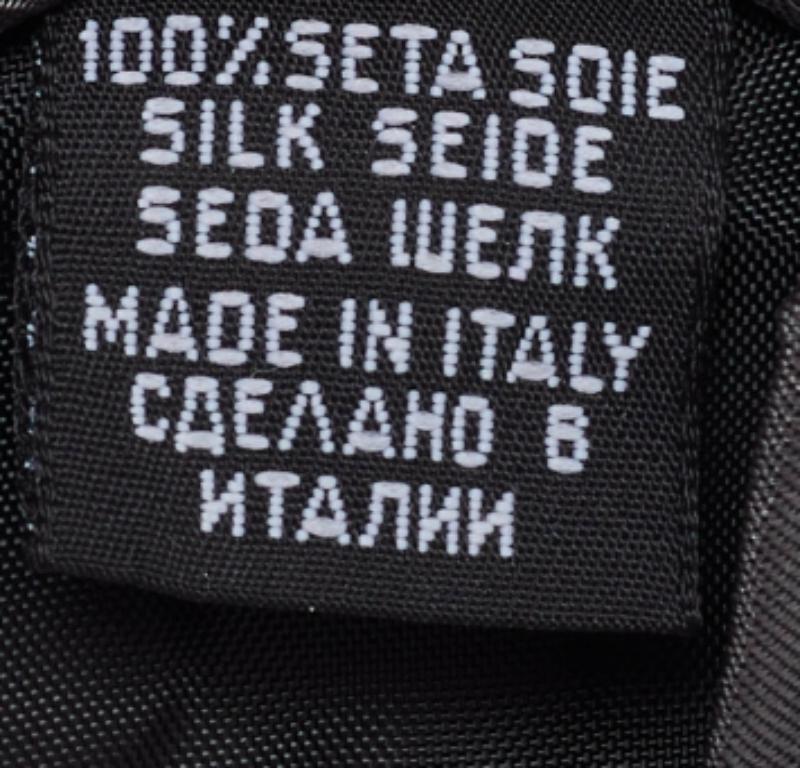 100%SETA SOIE
SILK SEIDE
SEDA ШЕЛК
MADE IN ITALY
СДЕЛАНО В
ИТАЛИИ